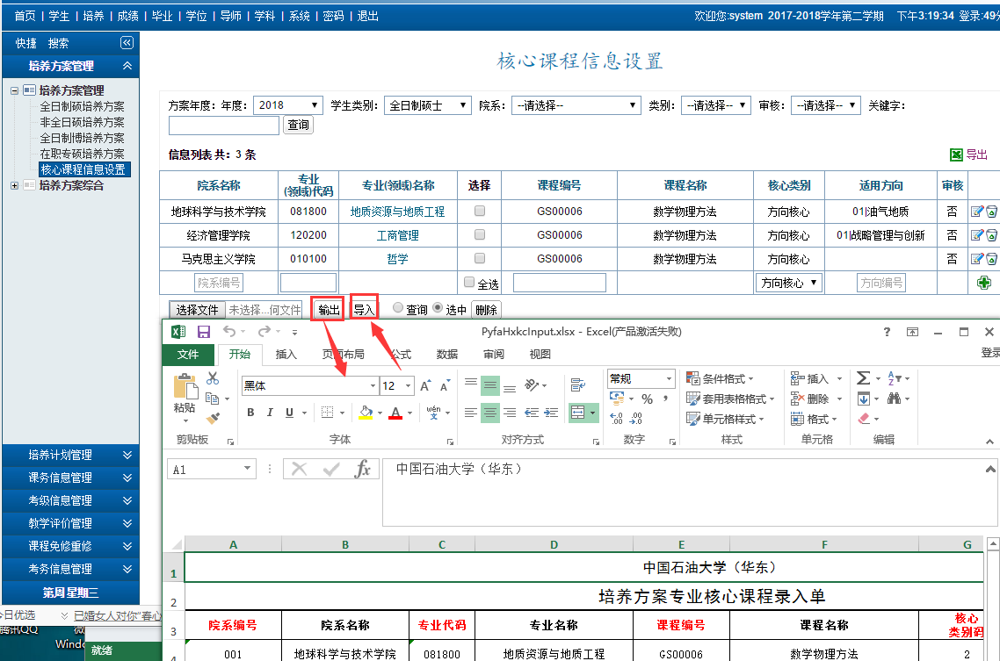 首页 | 学生 | 培养 | 成绩 | 毕业 | 学位 | 导师 | 学科 | 系统 | 密码 | 退出
欢迎您:system 2017-2018学年第二学期 下午3:19:34 登录:49分
快捷 搜索
培养方案管理
培养方案管理
全日制硕培养方案
非全日硕培养方案
全日制博培养方案
在职专硕培养方案
核心课程信息设置
培养方案综合
核心课程信息设置
方案年度: 年度: 2018 学生类别: 全日制硕士 院系: --请选择-- 类别: --请选择-- 审核: --请选择-- 关键字:
查询
信息列表 共: 3 条
导出
院系名称 专业(领域)代码 专业(领域)名称 选择 课程编号 课程名称 核心类别 适用方向 审核
地球科学与技术学院 081800 地质资源与地质工程 GS00006 数学物理方法 方向核心 01|油气地质 否
经济管理学院 120200 工商管理 GS00006 数学物理方法 方向核心 01|战略管理与创新 否
马克思主义学院 010100 哲学 GS00006 数学物理方法 方向核心 否
院系编号 全选 方向核心 方向编号
选择文件 未选择...何文件 输出 导入 查询 选中 删除
PyfaHxkcInput.xlsx - Excel(产品激活失败)
?
文件 开始 插入 页面布局 公式 数据 审阅 视图 登录
粘贴
剪贴板
黑体 12 A A
B I U A wén 文
字体
对齐方式
常规
% ,
数字
条件格式
套用表格格式
单元格样式
样式
插入
删除
格式
单元格
Σ
编辑
A1 fx 中国石油大学（华东）
A B C D E F G
1 中国石油大学（华东）
2 培养方案专业核心课程录入单
3 院系编号 院系名称 专业代码 专业名称 课程编号 课程名称 核心类别码
4 001 地球科学与技术学院 081800 地质资源与地质工程 GS00006 数学物理方法 2
培养计划管理
课务信息管理
考级信息管理
教学评价管理
课程免修重修
考务信息管理
第周 星期三
今日优选 已婚女人对你"春心
腾讯QQ 微
Windo
就绪